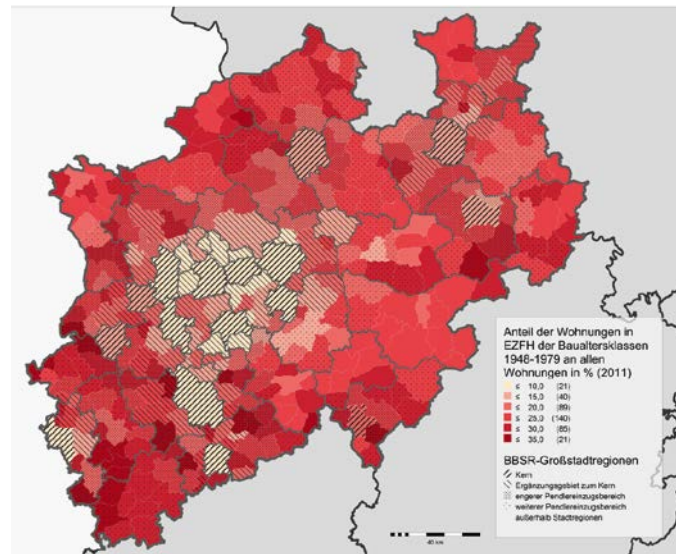 Anteil der Wohnungen in
EZFH der Baualtersklassen
1948-1979 an allen
Wohnungen in % (2011)
≤ 10,0 (21)
≤ 15,0 (40)
≤ 20,0 (89)
≤ 25,0 (140)
≤ 30,0 (85)
≤ 35,0 (21)
BBSR-Großstadtregionen
Kern
Ergänzungsgebiet zum Kern
engerer Pendlereinzugsbereich
weiterer Pendlereinzugsbereich
außerhalb Stadtregionen
40 km